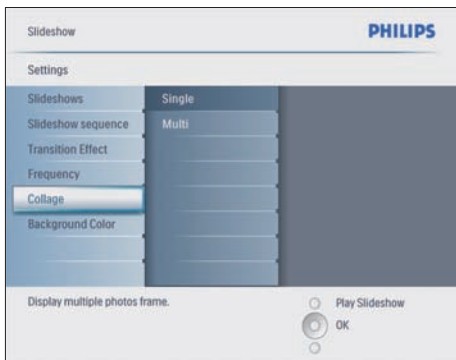 Slideshow
PHILIPS
Settings
Slideshows
Single
Slideshow sequence
Multi
Transition Effect
Frequency
Collage
Background Color
Display multiple photos frame.
Play Slideshow
OK